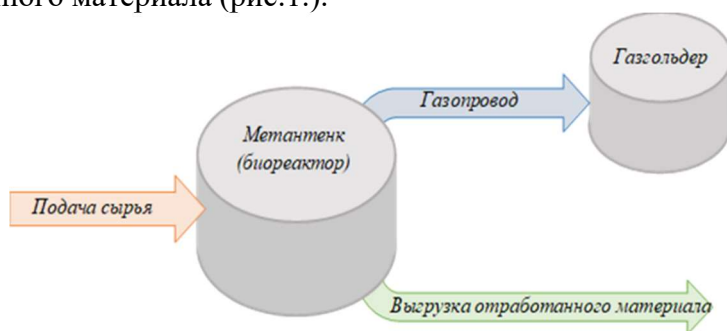 ного материала (рис.1.).
Газгольдер
Газопровод
Метантенк
(биореактор)
Подача сырья
Выгрузка отработанного материала